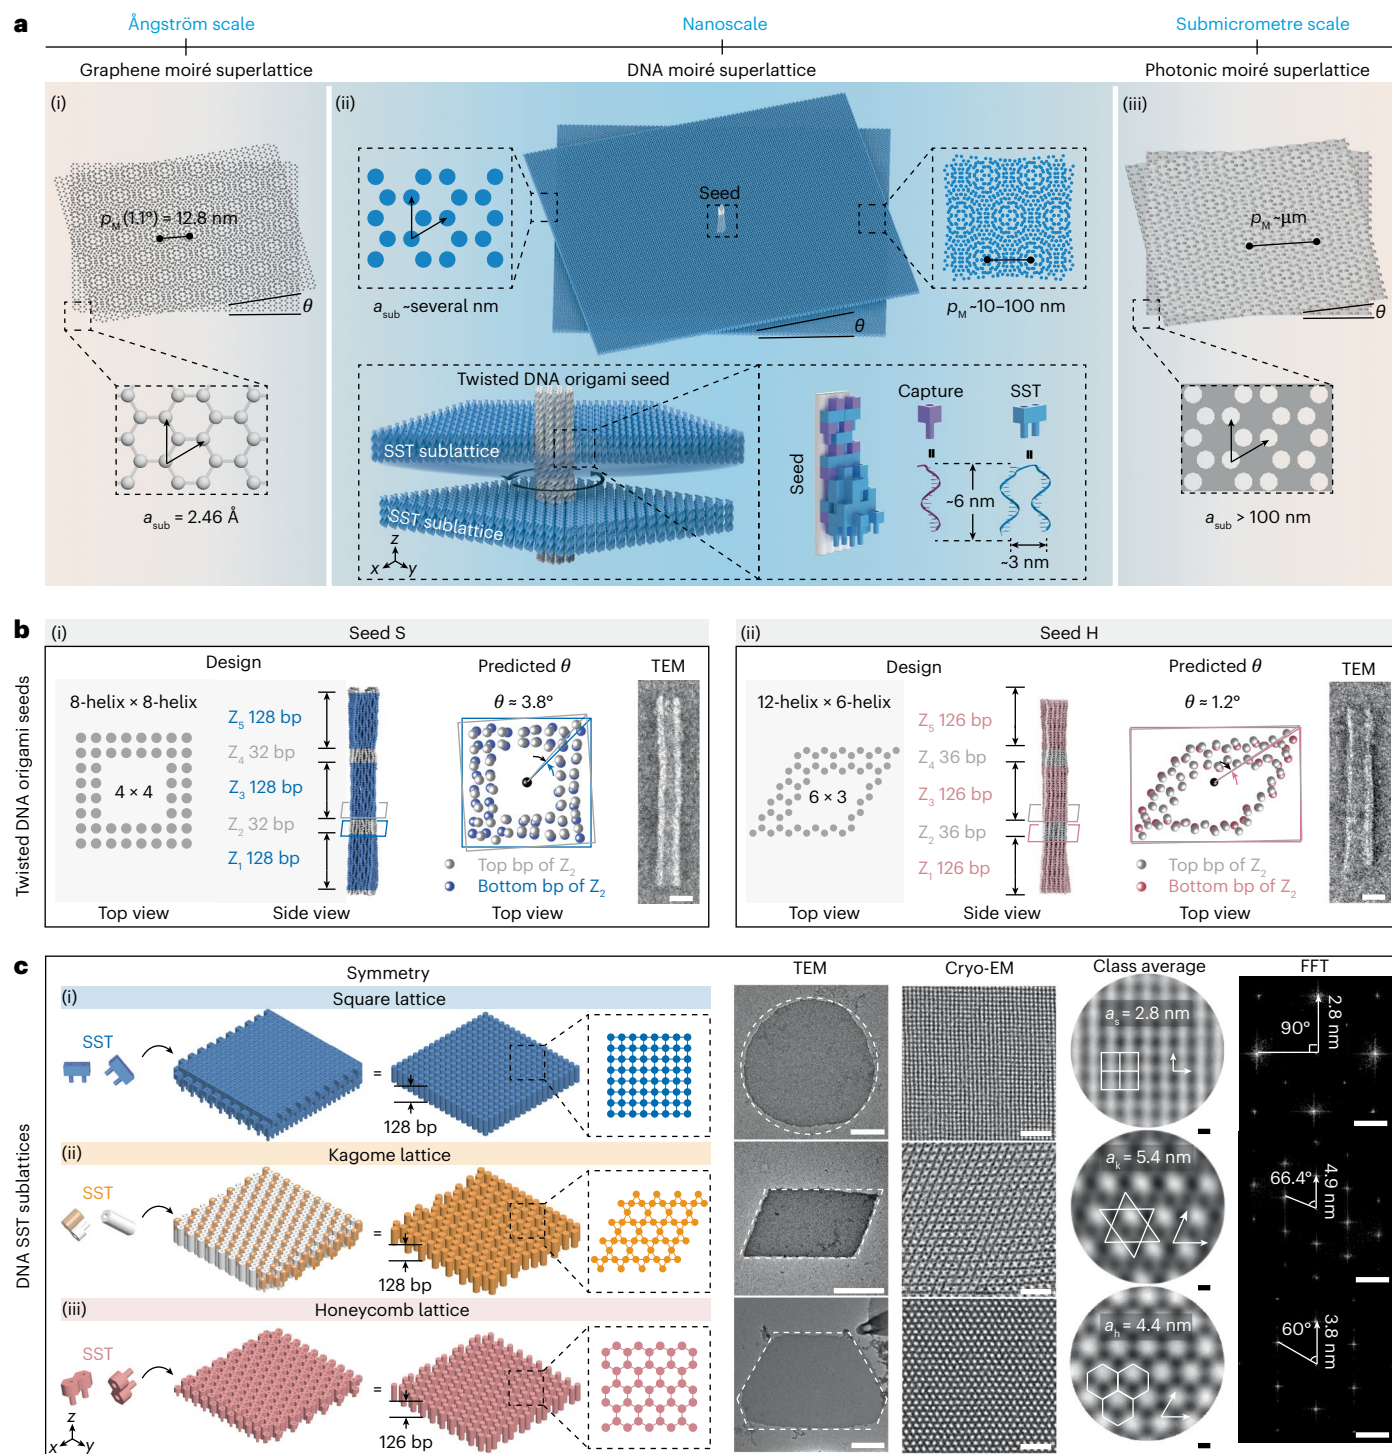 a
Ångström scale
Nanoscale
Submicrometre scale
Graphene moiré superlattice
DNA moiré superlattice
Photonic moiré superlattice
(i)
p_M (1.1°) = 12.8 nm
θ
a_sub = 2.46 Å
(ii)
Seed
a_sub ~several nm
θ
p_M ~10–100 nm
Twisted DNA origami seed
SST sublattice
SST sublattice
z
x
y
Seed
Capture
SST
=
=
~6 nm
~3 nm
(iii)
p_M ~μm
θ
a_sub > 100 nm
b
Twisted DNA origami seeds
(i)
Seed S
Design
Predicted θ
TEM
8-helix × 8-helix
4 × 4
Z5 128 bp
Z4 32 bp
Z3 128 bp
Z2 32 bp
Z1 128 bp
θ ≈ 3.8°
Top bp of Z2
Bottom bp of Z2
Top view
Side view
Top view
(ii)
Seed H
Design
Predicted θ
TEM
12-helix × 6-helix
6 × 3
Z5 126 bp
Z4 36 bp
Z3 126 bp
Z2 36 bp
Z1 126 bp
θ ≈ 1.2°
Top bp of Z2
Bottom bp of Z2
Top view
Side view
Top view
c
DNA SST sublattices
Symmetry
TEM
Cryo-EM
Class average
FFT
(i)
Square lattice
SST
=
128 bp
a_s = 2.8 nm
90°
2.8 nm
(ii)
Kagome lattice
SST
=
128 bp
a_k = 5.4 nm
66.4°
4.9 nm
(iii)
Honeycomb lattice
SST
=
126 bp
a_h = 4.4 nm
60°
3.8 nm
z
x
y